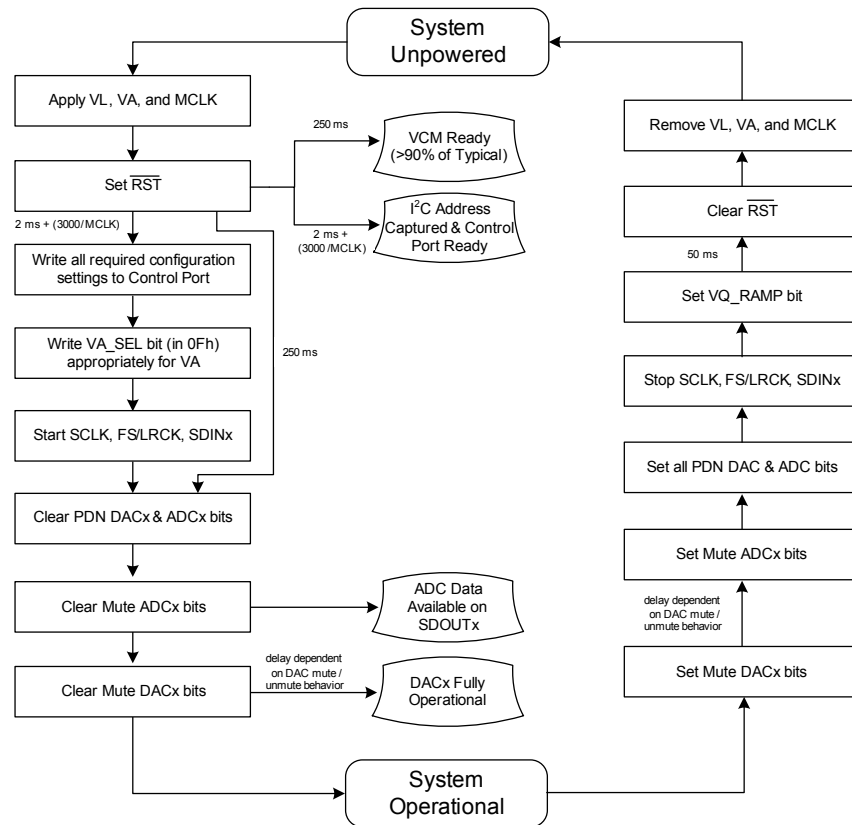 System
Unpowered
Apply VL, VA, and MCLK
Set RST
2 ms + (3000/MCLK)
Write all required configuration
settings to Control Port
Write VA_SEL bit (in 0Fh)
appropriately for VA
250 ms
Start SCLK, FS/LRCK, SDINx
Clear PDN DACx & ADCx bits
Clear Mute ADCx bits
Clear Mute DACx bits
250 ms
VCM Ready
(>90% of Typical)
2 ms +
(3000/MCLK)
I²C Address
Captured & Control
Port Ready
ADC Data
Available on
SDOUTx
delay dependent
on DAC mute /
unmute behavior
DACx Fully
Operational
System
Operational
Remove VL, VA, and MCLK
Clear RST
50 ms
Set VQ_RAMP bit
Stop SCLK, FS/LRCK, SDINx
Set all PDN DAC & ADC bits
Set Mute ADCx bits
delay dependent
on DAC mute /
unmute behavior
Set Mute DACx bits